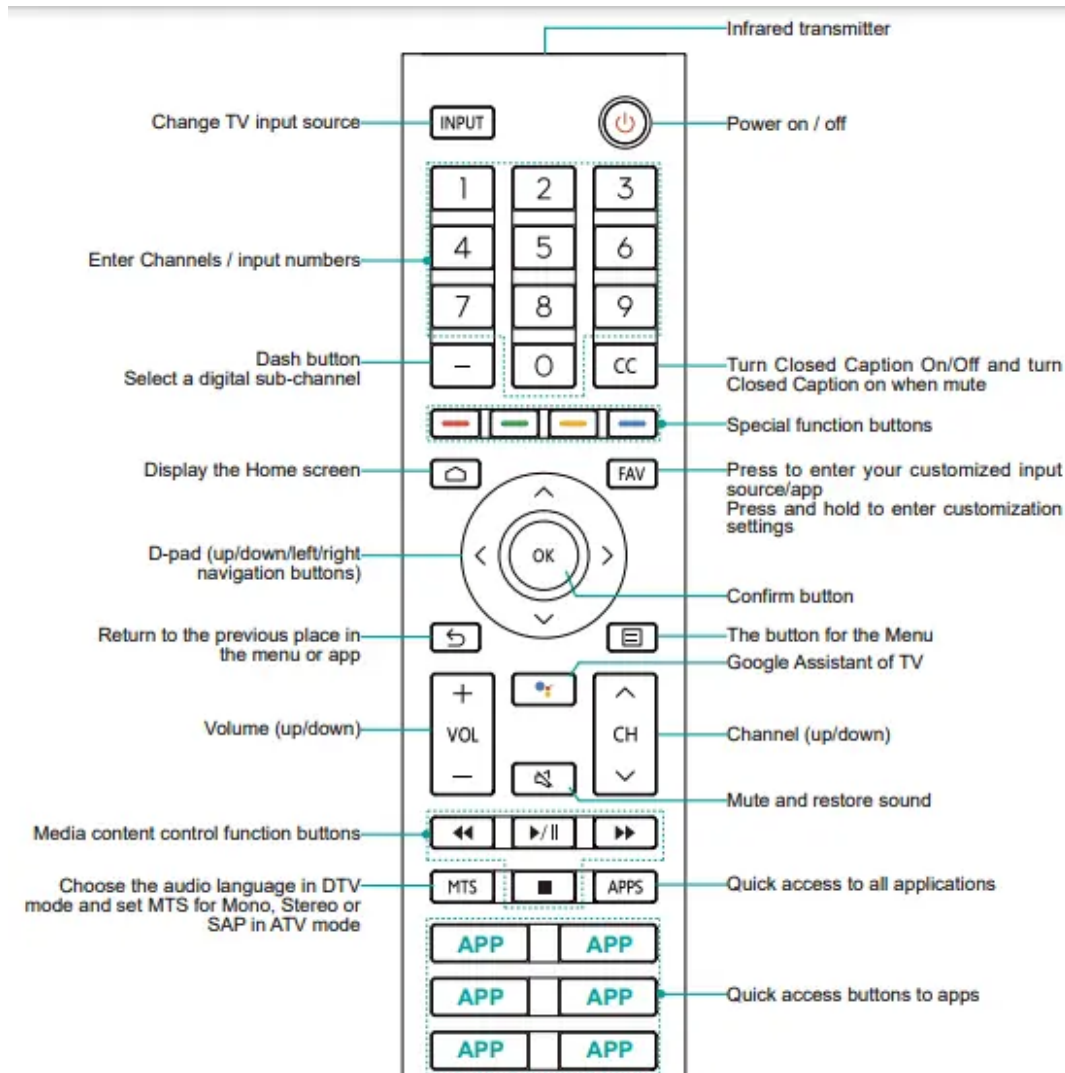 Infrared transmitter
Change TV input source
INPUT
Power on / off
1 2 3
4 5 6
Enter Channels / input numbers
7 8 9
Dash button
Select a digital sub-channel
– 0 CC
Turn Closed Caption On/Off and turn
Closed Caption on when mute
Special function buttons
Display the Home screen
FAV
Press to enter your customized input
source/app
Press and hold to enter customization
settings
D-pad (up/down/left/right
navigation buttons)
OK
Confirm button
Return to the previous place in
the menu or app
The button for the Menu
Google Assistant of TV
Volume (up/down)
+
VOL
–
CH
Channel (up/down)
Mute and restore sound
Media content control function buttons
Choose the audio language in DTV
mode and set MTS for Mono, Stereo or
SAP in ATV mode
MTS
APPS
Quick access to all applications
APP APP
APP APP
Quick access buttons to apps
APP APP